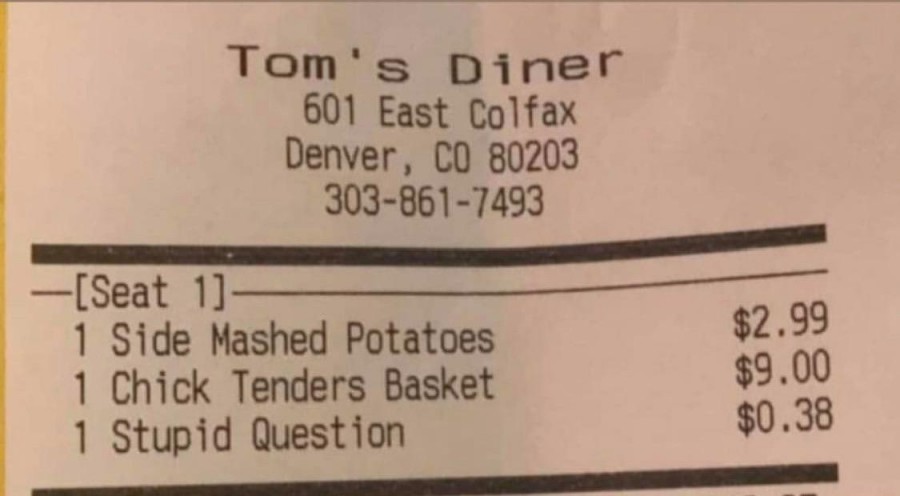 Tom's Diner
601 East Colfax
Denver, CO 80203
303-861-7493
[Seat 1]
1 Side Mashed Potatoes $2.99
1 Chick Tenders Basket $9.00
1 Stupid Question $0.38